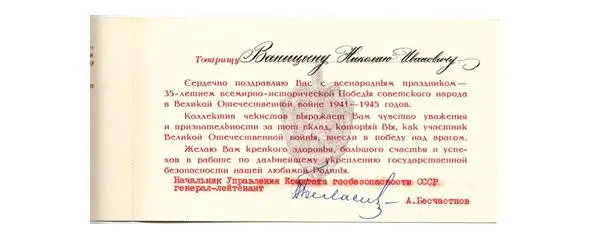 Товарищу Ваницыну Николаю Ивановичу
Сердечно поздравляю Вас с всенародным праздником—
35-летием всемирно-исторической Победы советского народа
в Великой Отечественной войне 1941—1945 годов.
Коллектив чекистов выражает Вам чувство уважения
и признательности за тот вклад, который Вы, как участник
Великой Отечественной войны, внесли в победу над врагом.
Желаю Вам крепкого здоровья, большого счастья и успе-
хов в работе по дальнейшему укреплению государственной
безопасности нашей любимой Родины.
Начальник Управления Комитета госбезопасности СССР
генерал-лейтенант
А.Бесчастнов